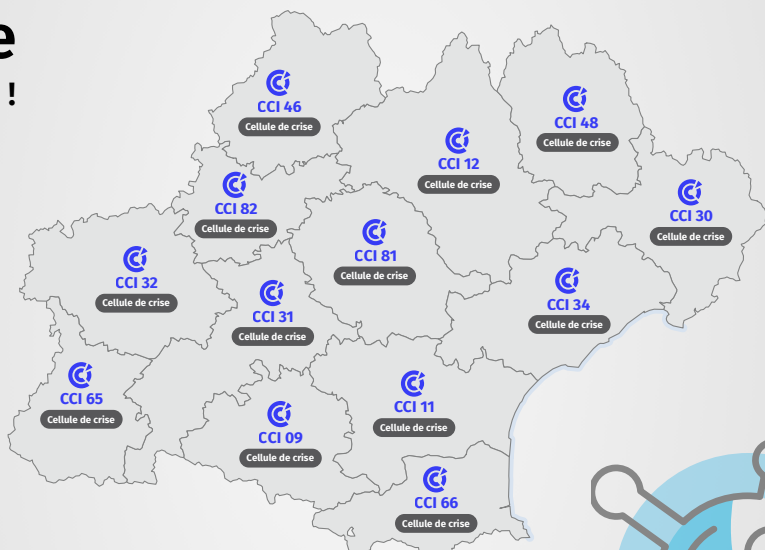 e
!
CCI 46
Cellule de crise
CCI 48
Cellule de crise
CCI 12
Cellule de crise
CCI 82
Cellule de crise
CCI 30
Cellule de crise
CCI 81
Cellule de crise
CCI 32
Cellule de crise
CCI 31
Cellule de crise
CCI 34
Cellule de crise
CCI 65
Cellule de crise
CCI 11
Cellule de crise
CCI 09
Cellule de crise
CCI 66
Cellule de crise